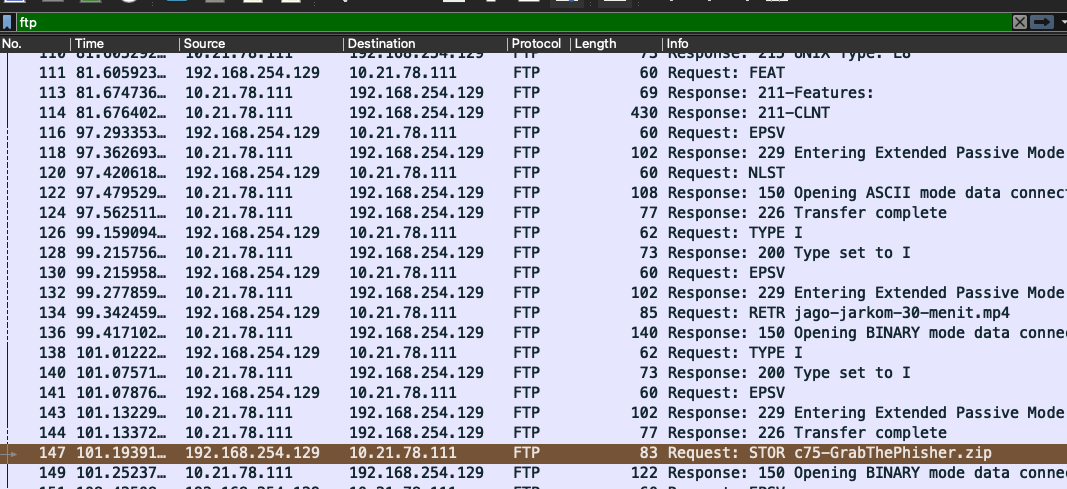 ftp
No. Time Source Destination Protocol Length Info
110 81.605292… 10.21.78.111 192.168.254.129 FTP 73 Response: 215 UNIX Type: L8
111 81.605923… 192.168.254.129 10.21.78.111 FTP 60 Request: FEAT
113 81.674736… 10.21.78.111 192.168.254.129 FTP 69 Response: 211-Features:
114 81.676402… 10.21.78.111 192.168.254.129 FTP 430 Response: 211-CLNT
116 97.293353… 192.168.254.129 10.21.78.111 FTP 60 Request: EPSV
118 97.362693… 10.21.78.111 192.168.254.129 FTP 102 Response: 229 Entering Extended Passive Mode
120 97.420618… 192.168.254.129 10.21.78.111 FTP 60 Request: NLST
122 97.479529… 10.21.78.111 192.168.254.129 FTP 108 Response: 150 Opening ASCII mode data connect
124 97.562511… 10.21.78.111 192.168.254.129 FTP 77 Response: 226 Transfer complete
126 99.159094… 192.168.254.129 10.21.78.111 FTP 62 Request: TYPE I
128 99.215756… 10.21.78.111 192.168.254.129 FTP 73 Response: 200 Type set to I
130 99.215958… 192.168.254.129 10.21.78.111 FTP 60 Request: EPSV
132 99.277859… 10.21.78.111 192.168.254.129 FTP 102 Response: 229 Entering Extended Passive Mode
134 99.342459… 192.168.254.129 10.21.78.111 FTP 85 Request: RETR jago-jarkom-30-menit.mp4
136 99.417102… 10.21.78.111 192.168.254.129 FTP 140 Response: 150 Opening BINARY mode data conne
138 101.01222… 192.168.254.129 10.21.78.111 FTP 62 Request: TYPE I
140 101.07571… 10.21.78.111 192.168.254.129 FTP 73 Response: 200 Type set to I
141 101.07876… 192.168.254.129 10.21.78.111 FTP 60 Request: EPSV
143 101.13229… 10.21.78.111 192.168.254.129 FTP 102 Response: 229 Entering Extended Passive Mode
144 101.13372… 10.21.78.111 192.168.254.129 FTP 77 Response: 226 Transfer complete
147 101.19391… 192.168.254.129 10.21.78.111 FTP 83 Request: STOR c75-GrabThePhisher.zip
149 101.25237… 10.21.78.111 192.168.254.129 FTP 122 Response: 150 Opening BINARY mode data conne